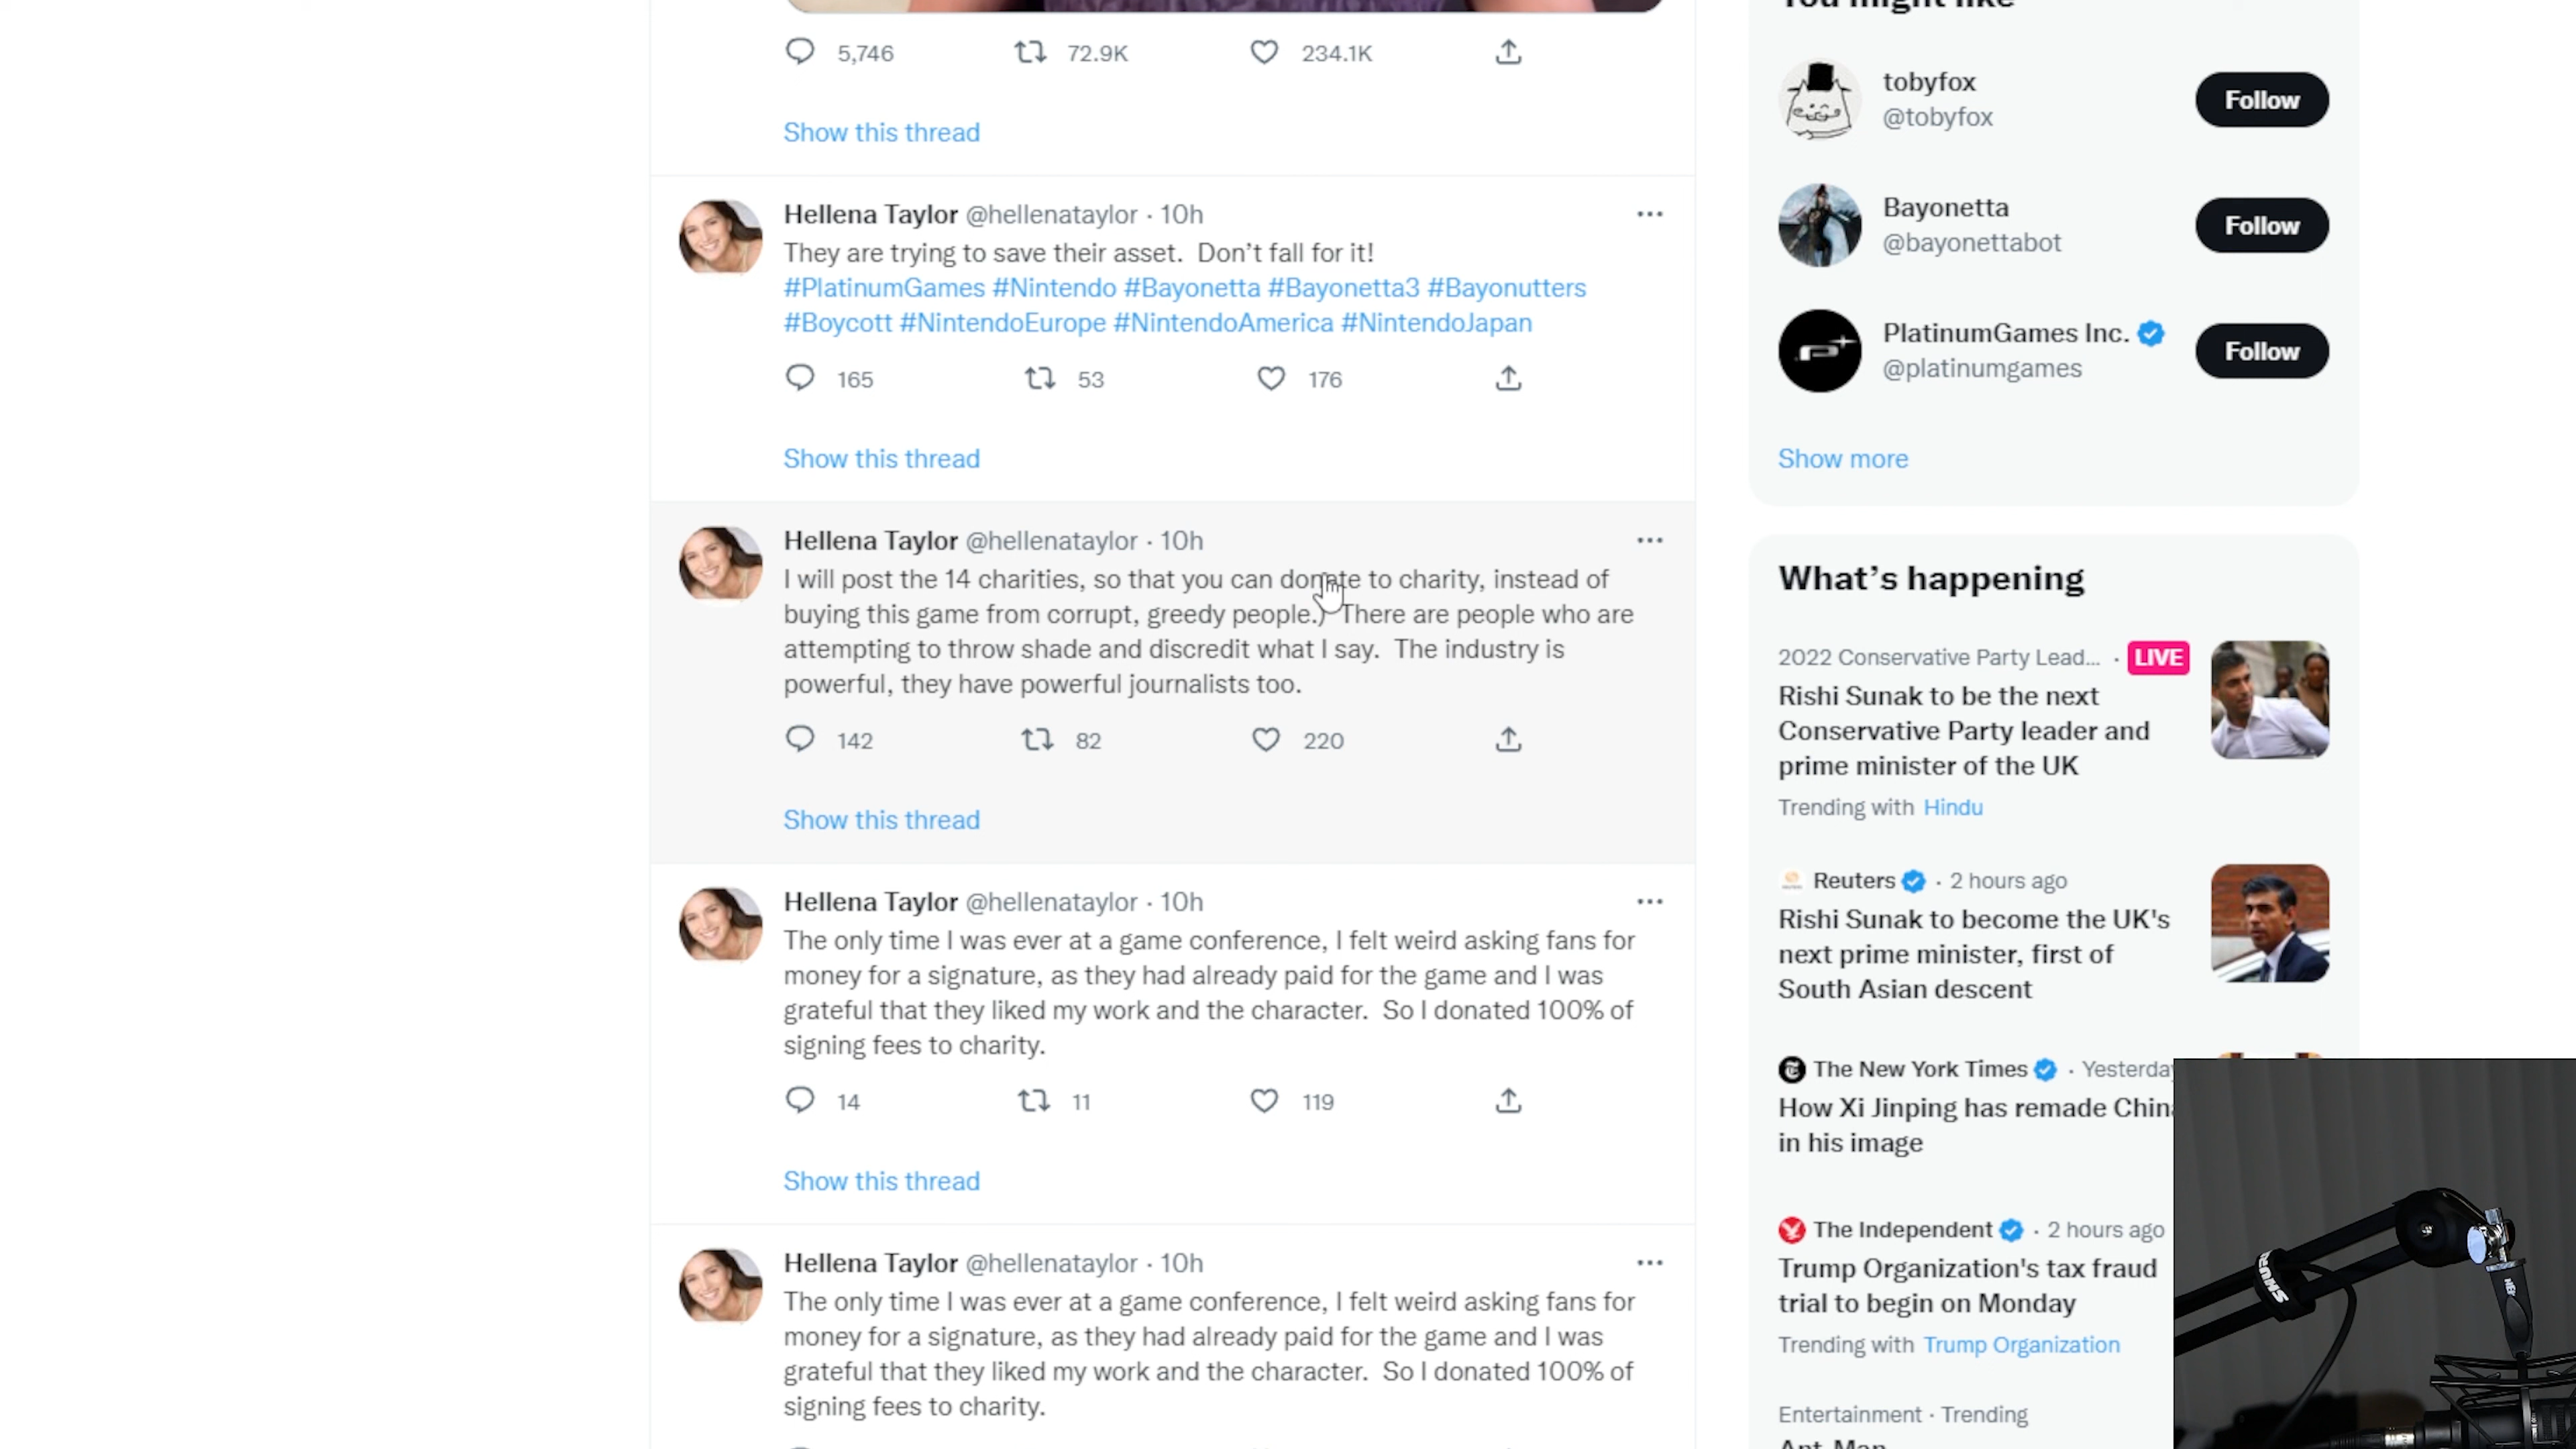 5,746 72.9K 234.1K
Show this thread
Hellena Taylor @hellenataylor · 10h
They are trying to save their asset. Don’t fall for it!
#PlatinumGames #Nintendo #Bayonetta #Bayonetta3 #Bayonutters
#Boycott #NintendoEurope #NintendoAmerica #NintendoJapan
165 53 176
Show this thread
Hellena Taylor @hellenataylor · 10h
I will post the 14 charities, so that you can donate to charity, instead of
buying this game from corrupt, greedy people.) There are people who are
attempting to throw shade and discredit what I say. The industry is
powerful, they have powerful journalists too.
142 82 220
Show this thread
Hellena Taylor @hellenataylor · 10h
The only time I was ever at a game conference, I felt weird asking fans for
money for a signature, as they had already paid for the game and I was
grateful that they liked my work and the character. So I donated 100% of
signing fees to charity.
14 11 119
Show this thread
Hellena Taylor @hellenataylor · 10h
The only time I was ever at a game conference, I felt weird asking fans for
money for a signature, as they had already paid for the game and I was
grateful that they liked my work and the character. So I donated 100% of
signing fees to charity.
You might like
tobyfox
@tobyfox
Follow
Bayonetta
@bayonettabot
Follow
PlatinumGames Inc.
@platinumgames
Follow
Show more
What’s happening
2022 Conservative Party Lead... · LIVE
Rishi Sunak to be the next
Conservative Party leader and
prime minister of the UK
Trending with Hindu
Reuters · 2 hours ago
Rishi Sunak to become the UK's
next prime minister, first of
South Asian descent
The New York Times · Yesterday
How Xi Jinping has remade China
in his image
The Independent · 2 hours ago
Trump Organization's tax fraud
trial to begin on Monday
Trending with Trump Organization
Entertainment · Trending
Ant-Man
SHURE